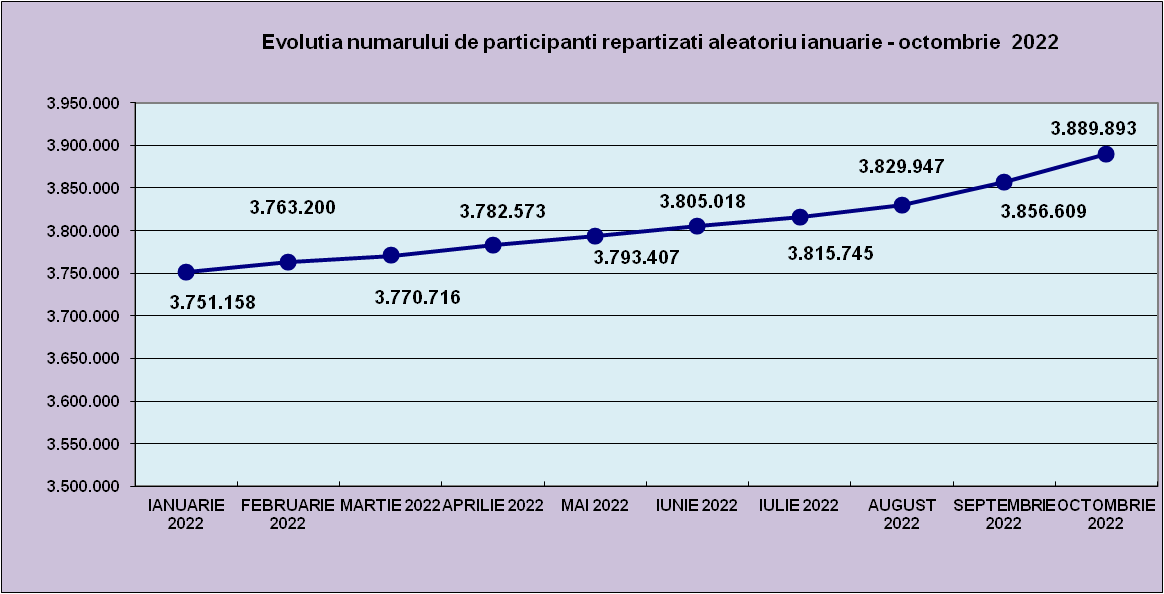 Evolutia numarului de participanti repartizati aleatoriu ianuarie - octombrie 2022
3.950.000
3.900.000
3.850.000
3.800.000
3.750.000
3.700.000
3.650.000
3.600.000
3.550.000
3.500.000
3.751.158
3.763.200
3.770.716
3.782.573
3.793.407
3.805.018
3.815.745
3.829.947
3.856.609
3.889.893
IANUARIE
2022
FEBRUARIE
2022
MARTIE 2022
APRILIE 2022
MAI 2022
IUNIE 2022
IULIE 2022
AUGUST
2022
SEPTEMBRIE
2022
OCTOMBRIE
2022